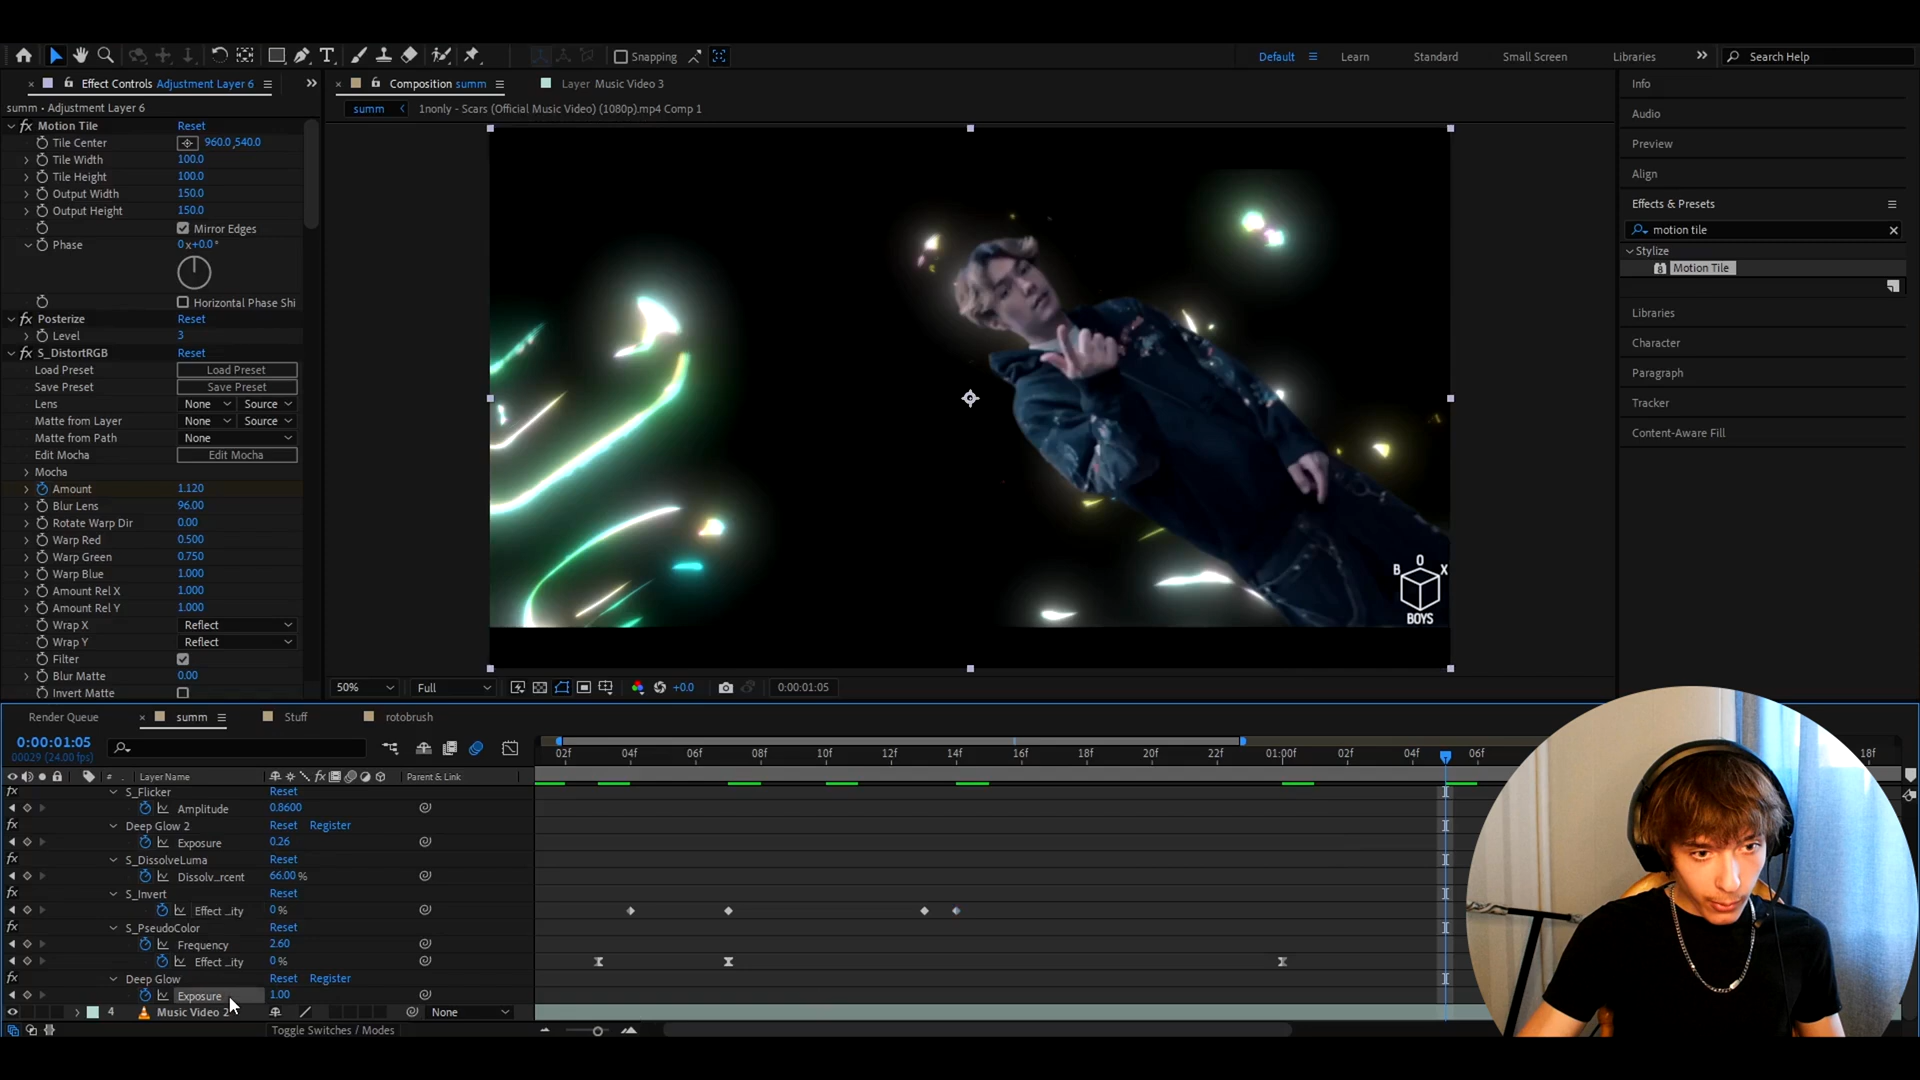 Snapping
Default
Learn
Standard
Small Screen
Libraries
Search Help
Effect Controls Adjustment Layer 6
Composition summ
Layer Music Video 3
Info
summ • Adjustment Layer 6
summ
1nonly - Scars (Official Music Video) (1080p).mp4 Comp 1
Audio
fx Motion Tile Reset
Tile Center 960.0,540.0
Tile Width 100.0
Tile Height 100.0
Output Width 150.0
Output Height 150.0
Mirror Edges
Phase 0x+0.0°
Horizontal Phase Shi
fx Posterize Reset
Level 3
fx S_DistortRGB Reset
Load Preset Load Preset
Save Preset Save Preset
Lens None Source
Matte from Layer None Source
Matte from Path None
Edit Mocha Edit Mocha
Mocha
Amount 1.120
Blur Lens 96.00
Rotate Warp Dir 0.00
Warp Red 0.500
Warp Green 0.750
Warp Blue 1.000
Amount Rel X 1.000
Amount Rel Y 1.000
Wrap X Reflect
Wrap Y Reflect
Filter
Blur Matte 0.00
Invert Matte
Preview
Align
Effects & Presets
motion tile
Stylize
8 Motion Tile
Libraries
Character
Paragraph
Tracker
Content-Aware Fill
B O X
BOYS
50% Full +0.0 0:00:01:05
Render Queue
summ
Stuff
rotobrush
0:00:01:05
00029 (24.00 fps)
02f 04f 06f 08f 10f 12f 14f 16f 18f 20f 22f 01:00f 02f 04f 06f 18f
# Layer Name fx Parent & Link
fx S_Flicker Reset
Amplitude 0.8600
fx Deep Glow 2 Reset Register
Exposure 0.26
fx S_DissolveLuma Reset
Dissolv...rcent 66.00 %
fx S_Invert Reset
Effect ...ity 0 %
fx S_PseudoColor Reset
Frequency 2.60
Effect ...ity 0 %
fx Deep Glow Reset Register
Exposure 1.00
4 Music Video 2 None
Toggle Switches / Modes